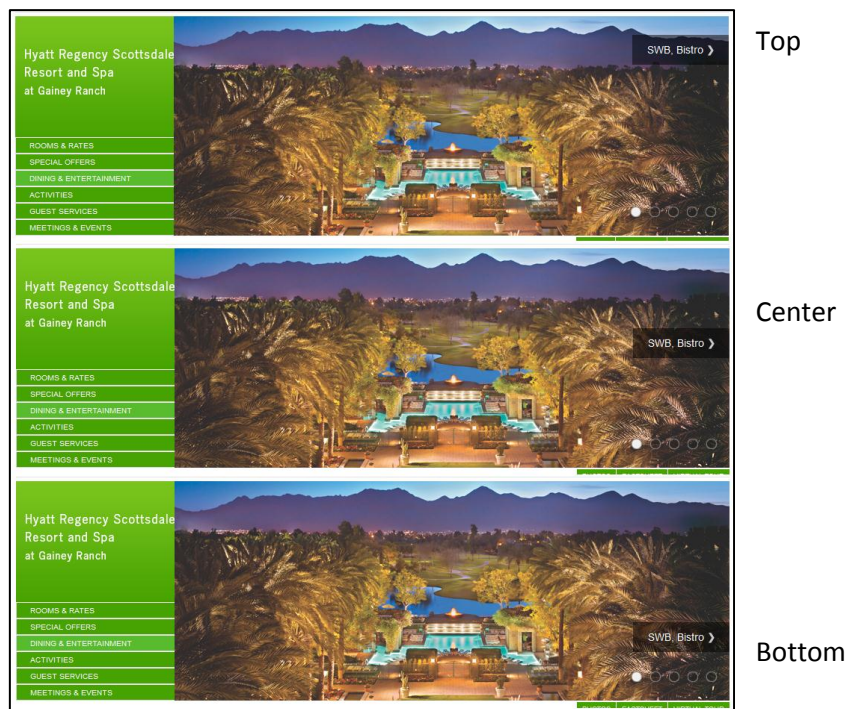 SWB, Bistro ❯
Top
Hyatt Regency Scottsdale
Resort and Spa
at Gainey Ranch
ROOMS & RATES
SPECIAL OFFERS
DINING & ENTERTAINMENT
ACTIVITIES
GUEST SERVICES
MEETINGS & EVENTS
Hyatt Regency Scottsdale
Resort and Spa
at Gainey Ranch
Center
SWB, Bistro ❯
ROOMS & RATES
SPECIAL OFFERS
DINING & ENTERTAINMENT
ACTIVITIES
GUEST SERVICES
MEETINGS & EVENTS
Hyatt Regency Scottsdale
Resort and Spa
at Gainey Ranch
ROOMS & RATES
SPECIAL OFFERS
DINING & ENTERTAINMENT
SWB, Bistro ❯
ACTIVITIES
Bottom
GUEST SERVICES
MEETINGS & EVENTS